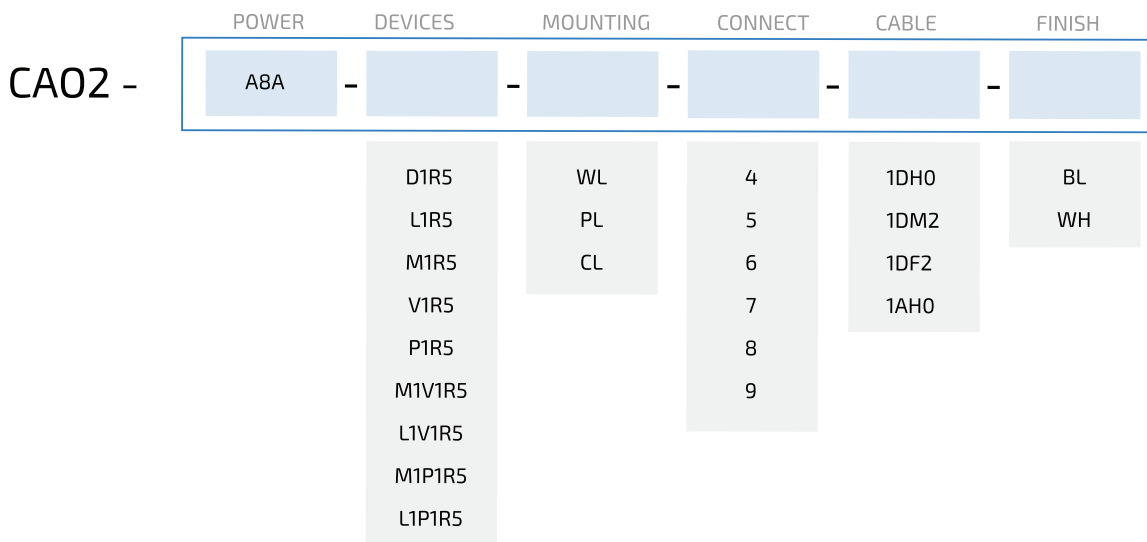 POWER DEVICES MOUNTING CONNECT CABLE FINISH
CAO2 - A8A - - - - -
D1R5 WL 4 1DH0 BL
L1R5 PL 5 1DM2 WH
M1R5 CL 6 1DF2
V1R5 7 1AH0
P1R5 8
M1V1R5 9
L1V1R5
M1P1R5
L1P1R5